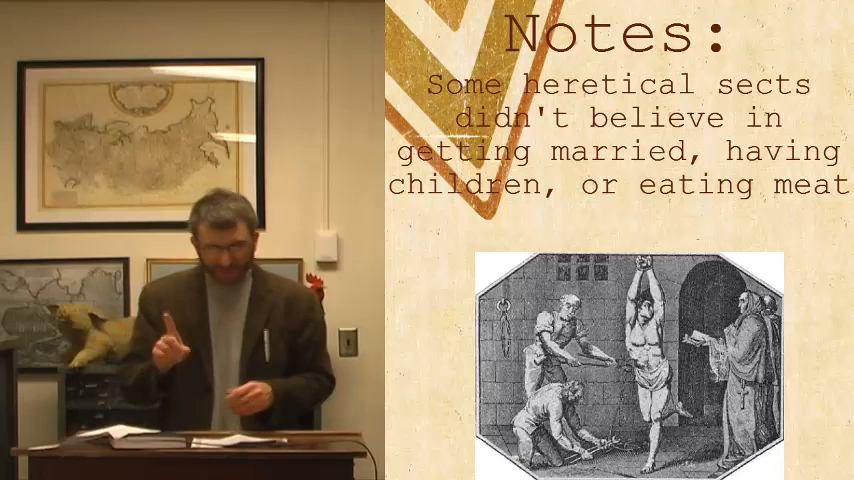 Notes:
Some heretical sects
didn't believe in
getting married, having
children, or eating meat